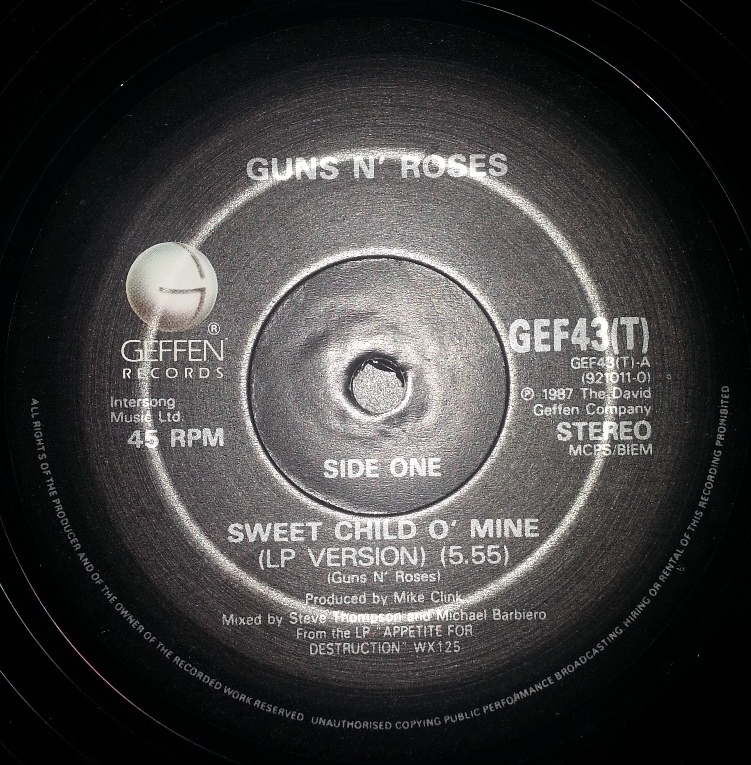 GUNS N' ROSES
GEFFEN®
RECORDS
Intersong
Music Ltd
45 RPM
GEF43(T)
GEF43(T)-A
(921011-0)
℗ 1987 The David
Geffen Company
STEREO
MCPS/BIEM
SIDE ONE
SWEET CHILD O' MINE
(LP VERSION) (5.55)
(Guns N' Roses)
Produced by Mike Clink
Mixed by Steve Thompson and Michael Barbiero
From the LP "APPETITE FOR
DESTRUCTION" WX125
ALL RIGHTS OF THE PRODUCER AND OF THE OWNER OF THE RECORDED WORK RESERVED UNAUTHORISED COPYING PUBLIC PERFORMANCE BROADCASTING HIRING OR RENTAL OF THIS RECORDING PROHIBITED